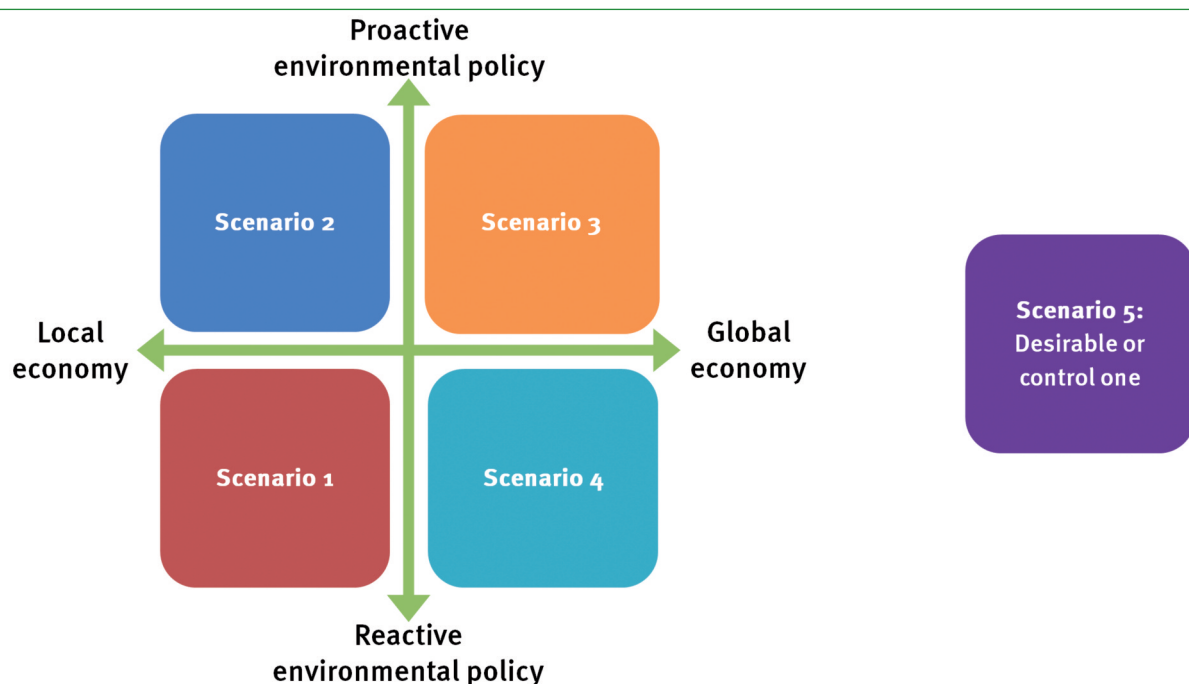 Proactive
environmental policy
Scenario 2
Scenario 3
Local
economy
Global
economy
Scenario 5:
Desirable or
control one
Scenario 1
Scenario 4
Reactive
environmental policy